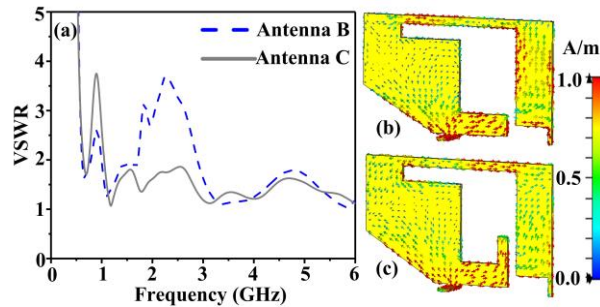 (a)
Antenna B
Antenna C
VSWR
5
4
3
2
1
0
0 1 2 3 4 5 6
Frequency (GHz)
(b)
(c)
A/m
1.0
0.5
0.0